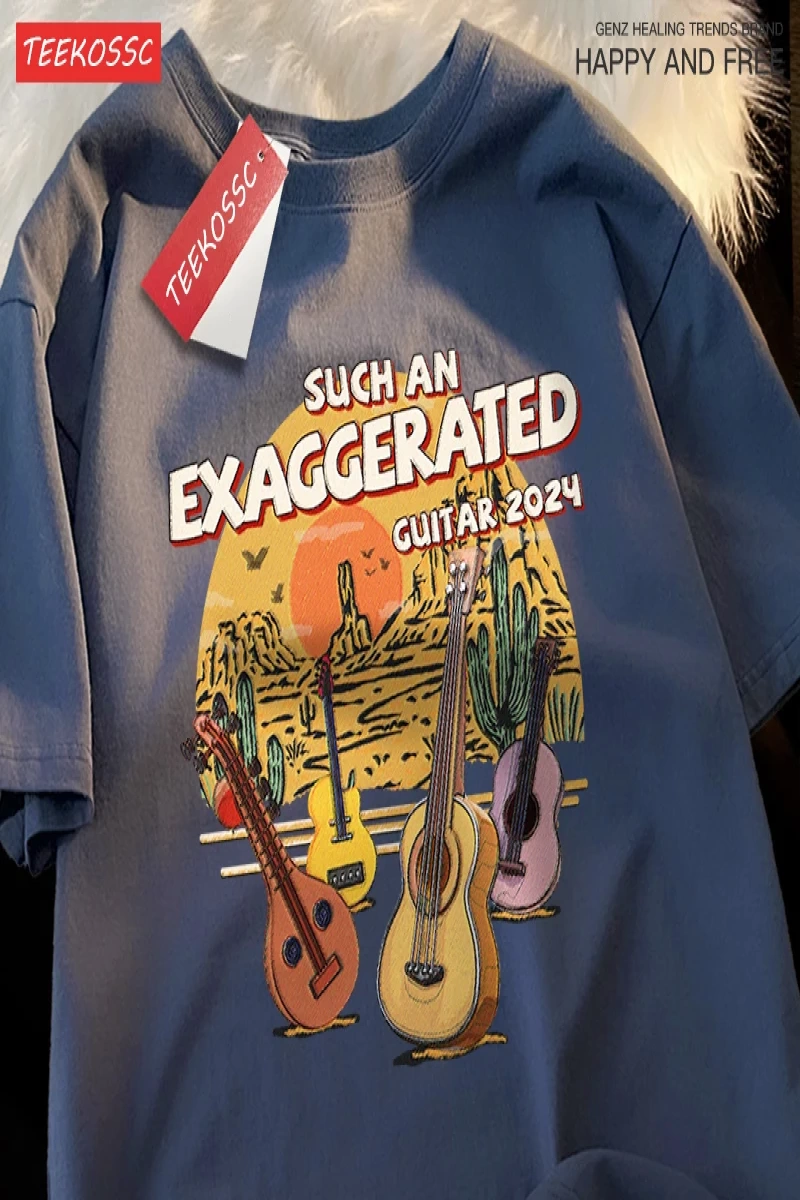 TEEKOSSC
GENZ HEALING TRENDS BRAND
HAPPY AND FREE
TEEKOSSC
SUCH AN
EXAGGERATED
GUITAR 2024